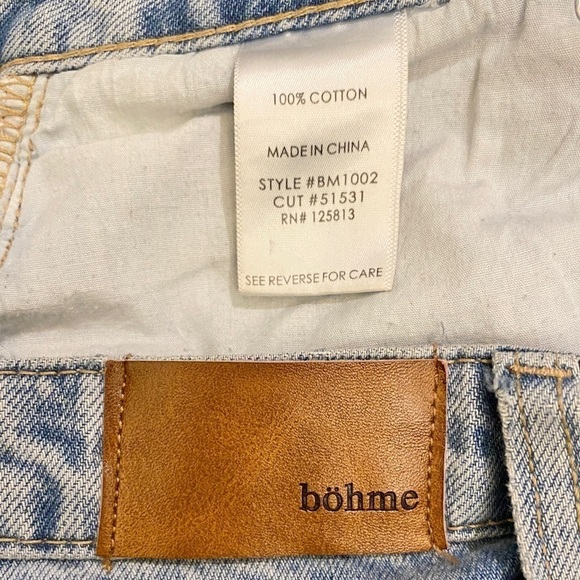 100% COTTON
MADE IN CHINA
STYLE #BM1002
CUT #51531
RN# 125813
SEE REVERSE FOR CARE
böhme